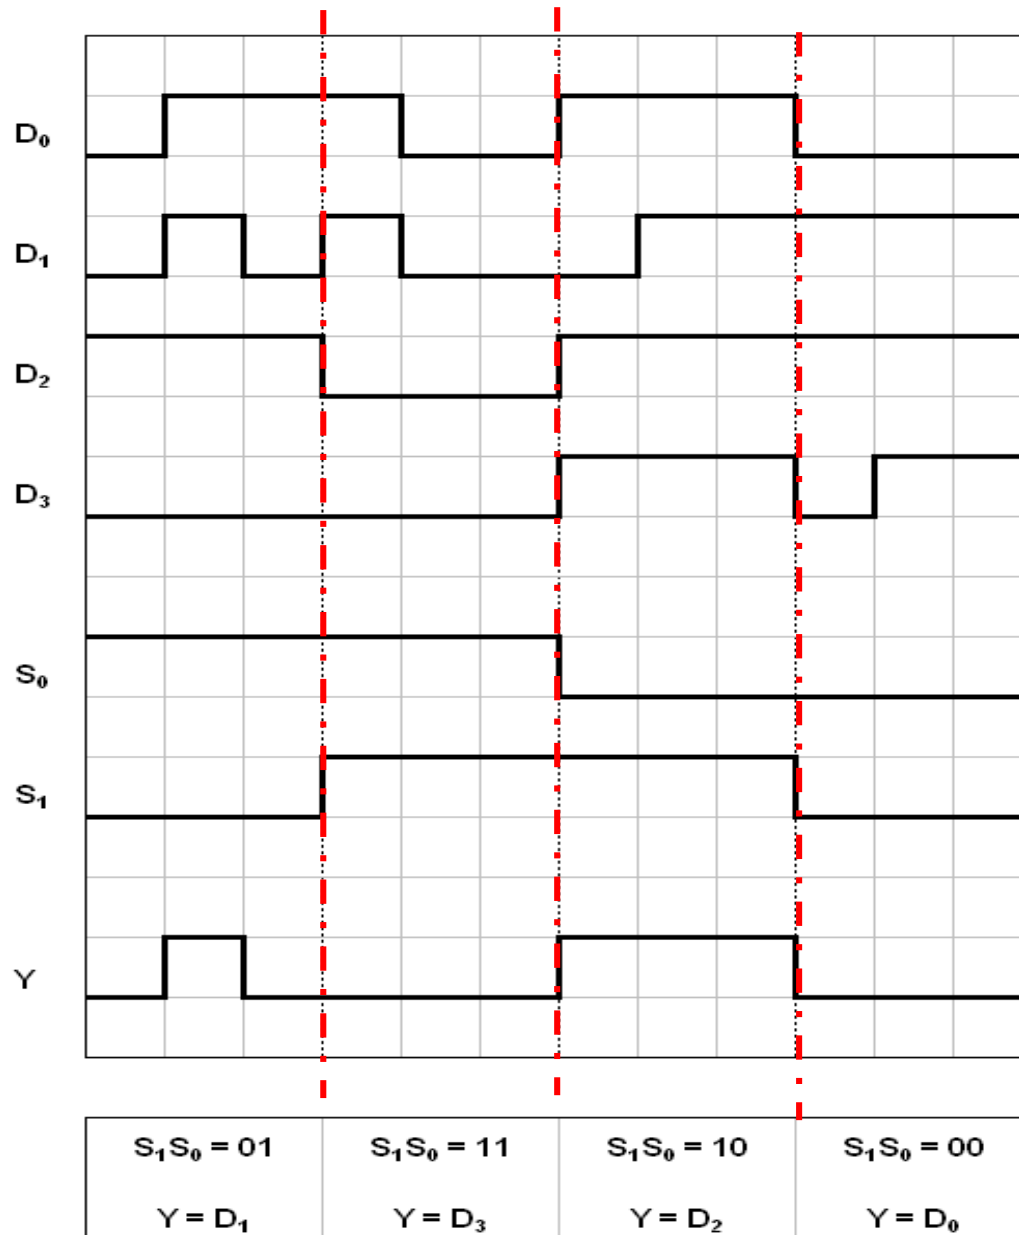 D₀
D₁
D₂
D₃
S₀
S₁
Y
S₁S₀ = 01 S₁S₀ = 11 S₁S₀ = 10 S₁S₀ = 00
Y = D₁ Y = D₃ Y = D₂ Y = D₀